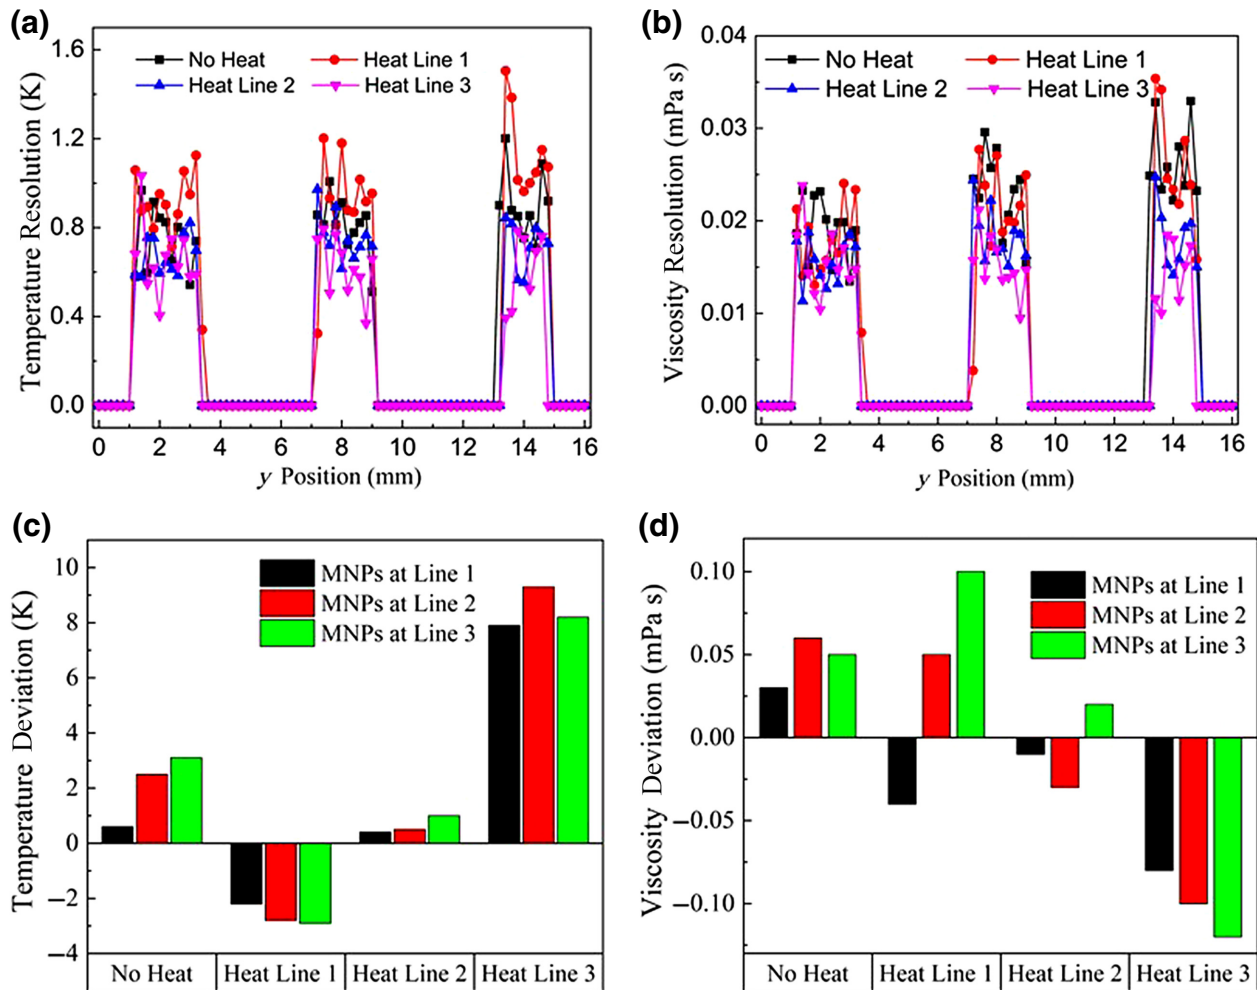 (a)
Temperature Resolution (K)
1.6
1.2
0.8
0.4
0.0
No Heat
Heat Line 1
Heat Line 2
Heat Line 3
0 2 4 6 8 10 12 14 16
y Position (mm)
(b)
Viscosity Resolution (mPa s)
0.04
0.03
0.02
0.01
0.00
No Heat
Heat Line 1
Heat Line 2
Heat Line 3
0 2 4 6 8 10 12 14 16
y Position (mm)
(c)
Temperature Deviation (K)
10
8
6
4
2
0
−2
−4
MNPs at Line 1
MNPs at Line 2
MNPs at Line 3
No Heat
Heat Line 1
Heat Line 2
Heat Line 3
(d)
Viscosity Deviation (mPa s)
0.10
0.05
0.00
−0.05
−0.10
MNPs at Line 1
MNPs at Line 2
MNPs at Line 3
No Heat
Heat Line 1
Heat Line 2
Heat Line 3